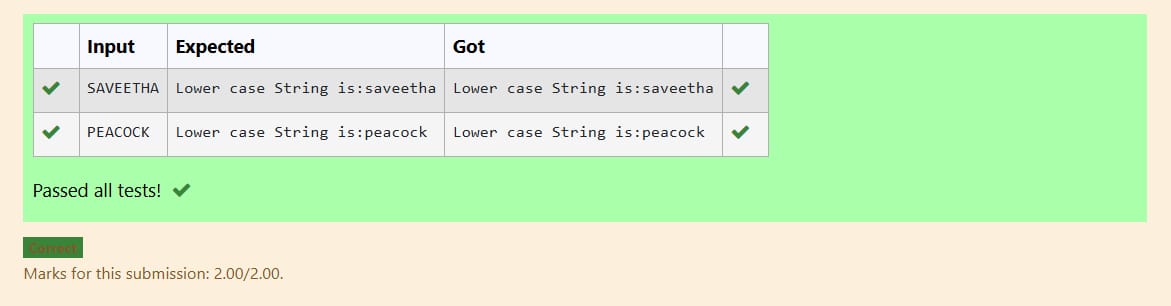 Input Expected Got
SAVEETHA Lower case String is:saveetha Lower case String is:saveetha
PEACOCK Lower case String is:peacock Lower case String is:peacock
Passed all tests!
Correct
Marks for this submission: 2.00/2.00.